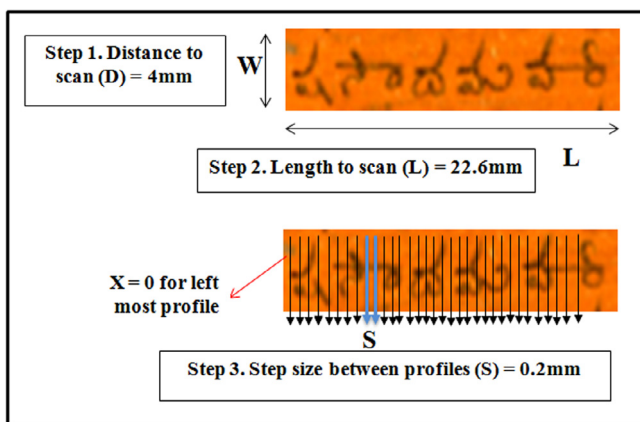 Step 1. Distance to
scan (D) = 4mm
W
L
Step 2. Length to scan (L) = 22.6mm
X = 0 for left
most profile
S
Step 3. Step size between profiles (S) = 0.2mm